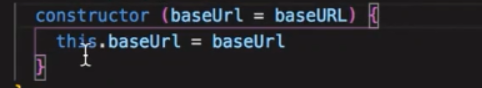 constructor (baseUrl = baseURL) {
this.baseUrl = baseUrl
}